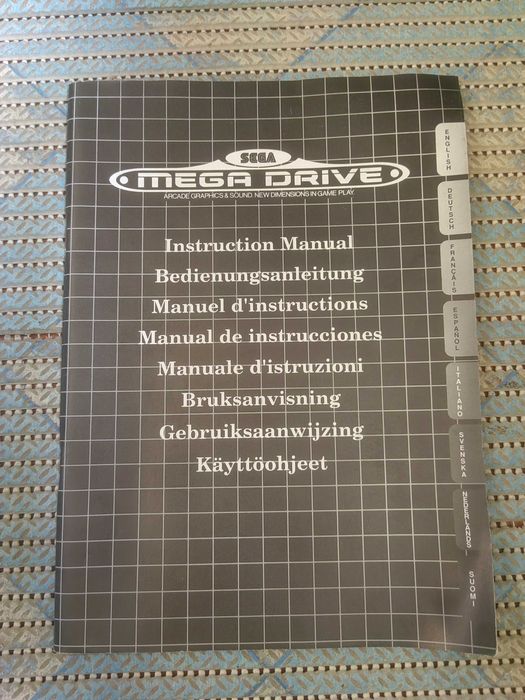 SEGA
MEGA DRIVE
ARCADE GRAPHICS & SOUND NEW DIMENSIONS IN GAME PLAY.
Instruction Manual
Bedienungsanleitung
Manuel d'instructions
Manual de instrucciones
Manuale d'istruzioni
Bruksanvisning
Gebruiksaanwijzing
Käyttöohjeet
ENGLISH
DEUTSCH
FRANÇAIS
ESPAÑOL
ITALIANO
SVENSKA
NEDERLANDS
SUOMI